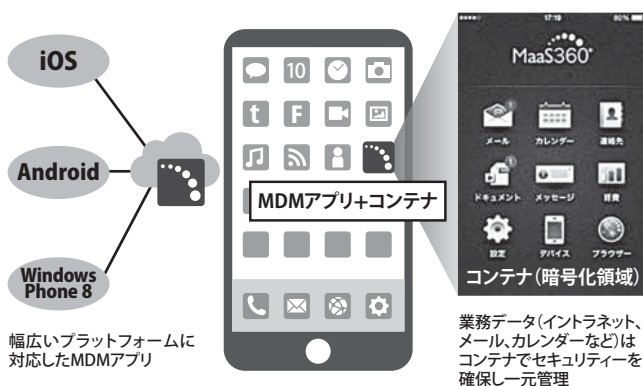 iOS
Android
Windows
Phone 8
幅広いプラットフォームに
対応したMDMアプリ
10
t
F
MDMアプリ+コンテナ
17:19
80%
MaaS360
メール
カレンダー
連絡先
ドキュメント
メッセージ
経費
設定
デバイス
ブラウザー
コンテナ(暗号化領域)
業務データ(イントラネット、
メール、カレンダーなど)は
コンテナでセキュリティーを
確保し一元管理